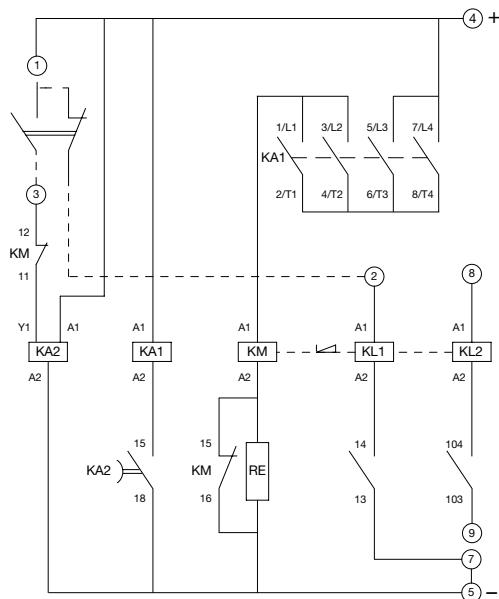 4 +
1
1/L1 3/L2 5/L3 7/L4
KA1
2/T1 4/T2 6/T3 8/T4
3
12
KM
11
2 8
Y1 A1 A1 A1 A1 A1
KA2 KA1 KM KL1 KL2
A2 A2 A2 A2 A2
15 15 14 104
KA2 KM RE
18 16 13 103
9
7
5 −